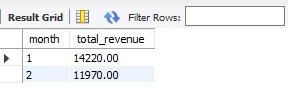 Result Grid Filter Rows:
month total_revenue
1 14220.00
2 11970.00